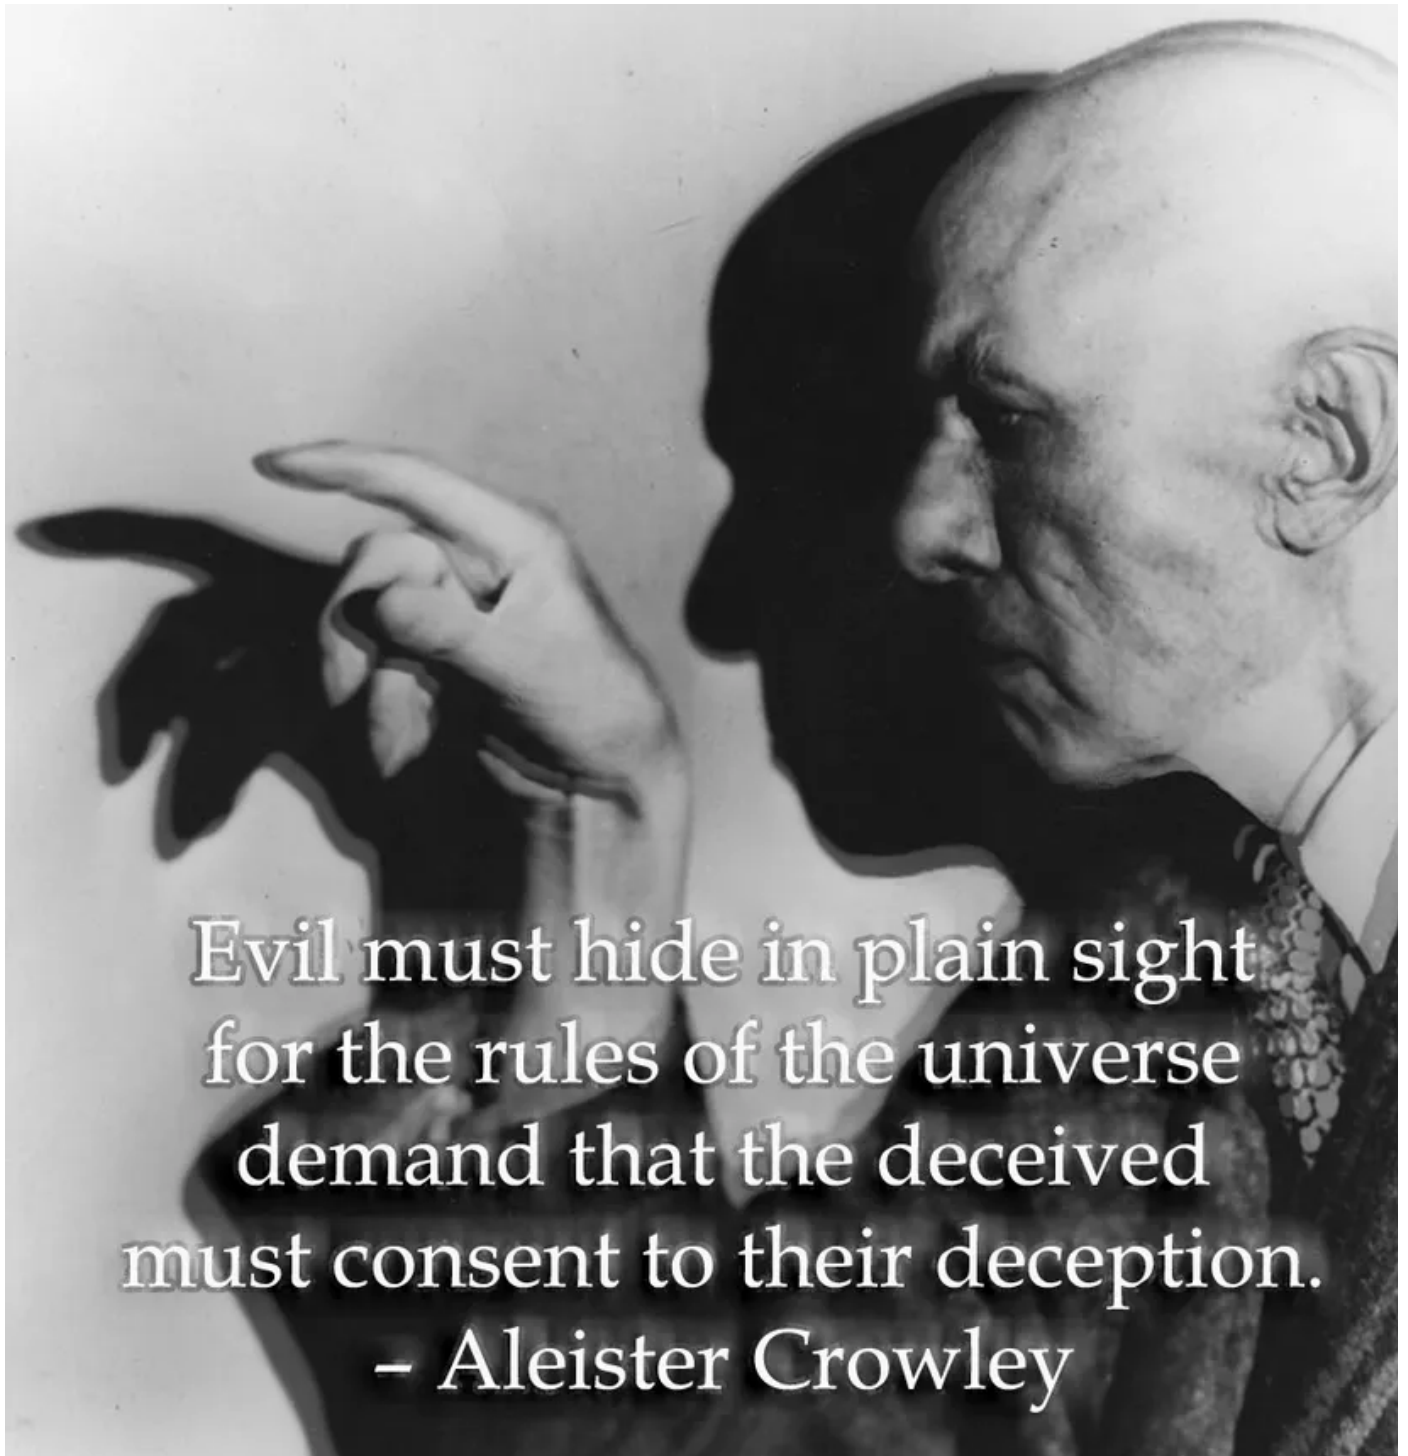 Evil must hide in plain sight
for the rules of the universe
demand that the deceived
must consent to their deception.
– Aleister Crowley